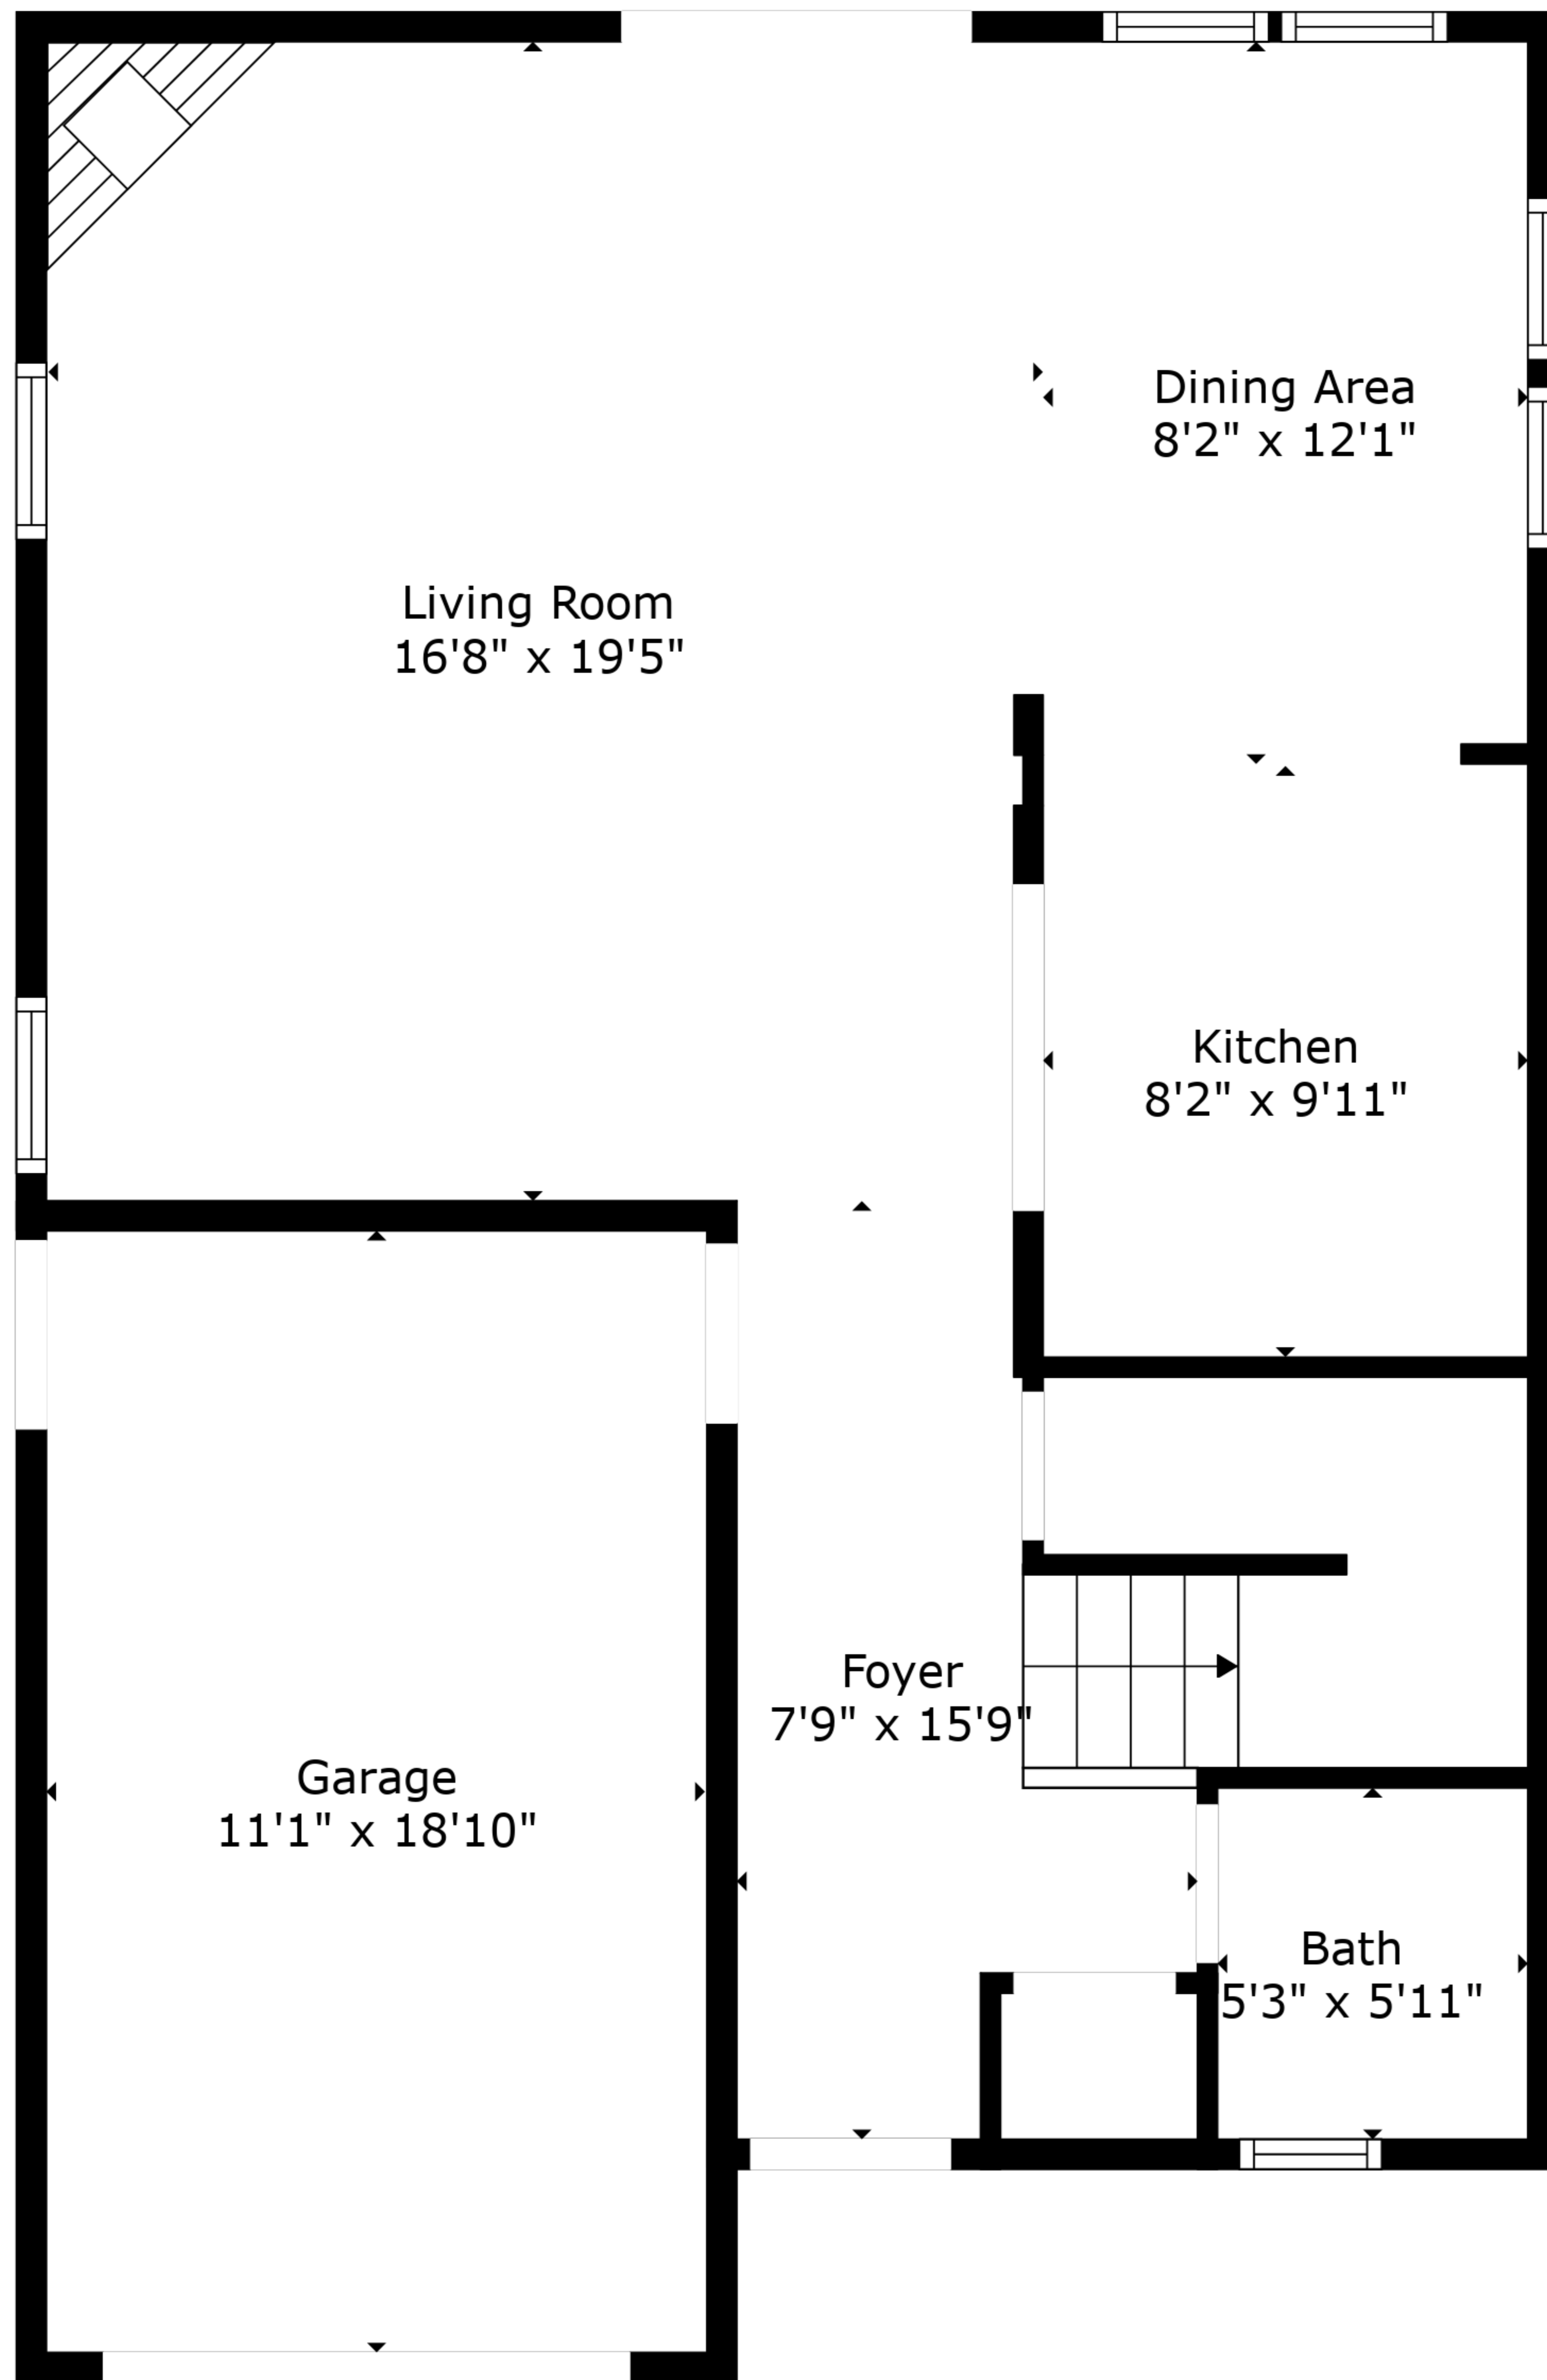 Dining Area
8'2" x 12'1"
Living Room
16'8" x 19'5"
Kitchen
8'2" x 9'11"
Foyer
7'9" x 15'9"
Garage
11'1" x 18'10"
Bath
5'3" x 5'11"